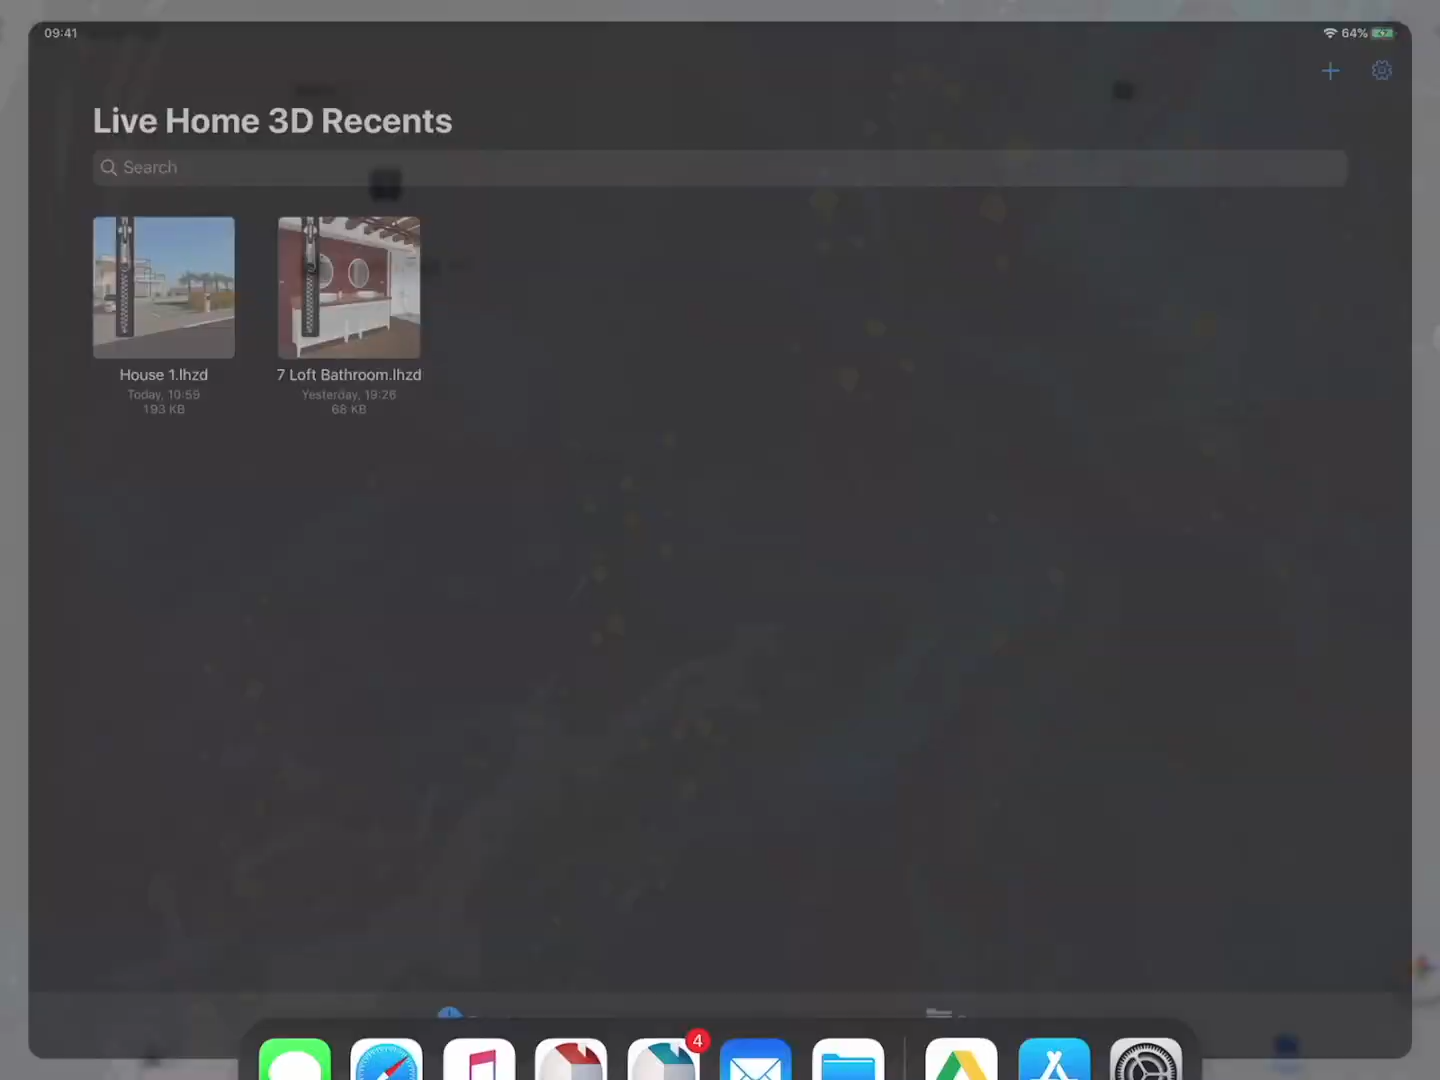 09:41
64%
Live Home 3D Recents
Search
House 1.lhzd
Today, 10:59
193 KB
7 Loft Bathroom.lhzd
Yesterday, 19:26
68 KB
4